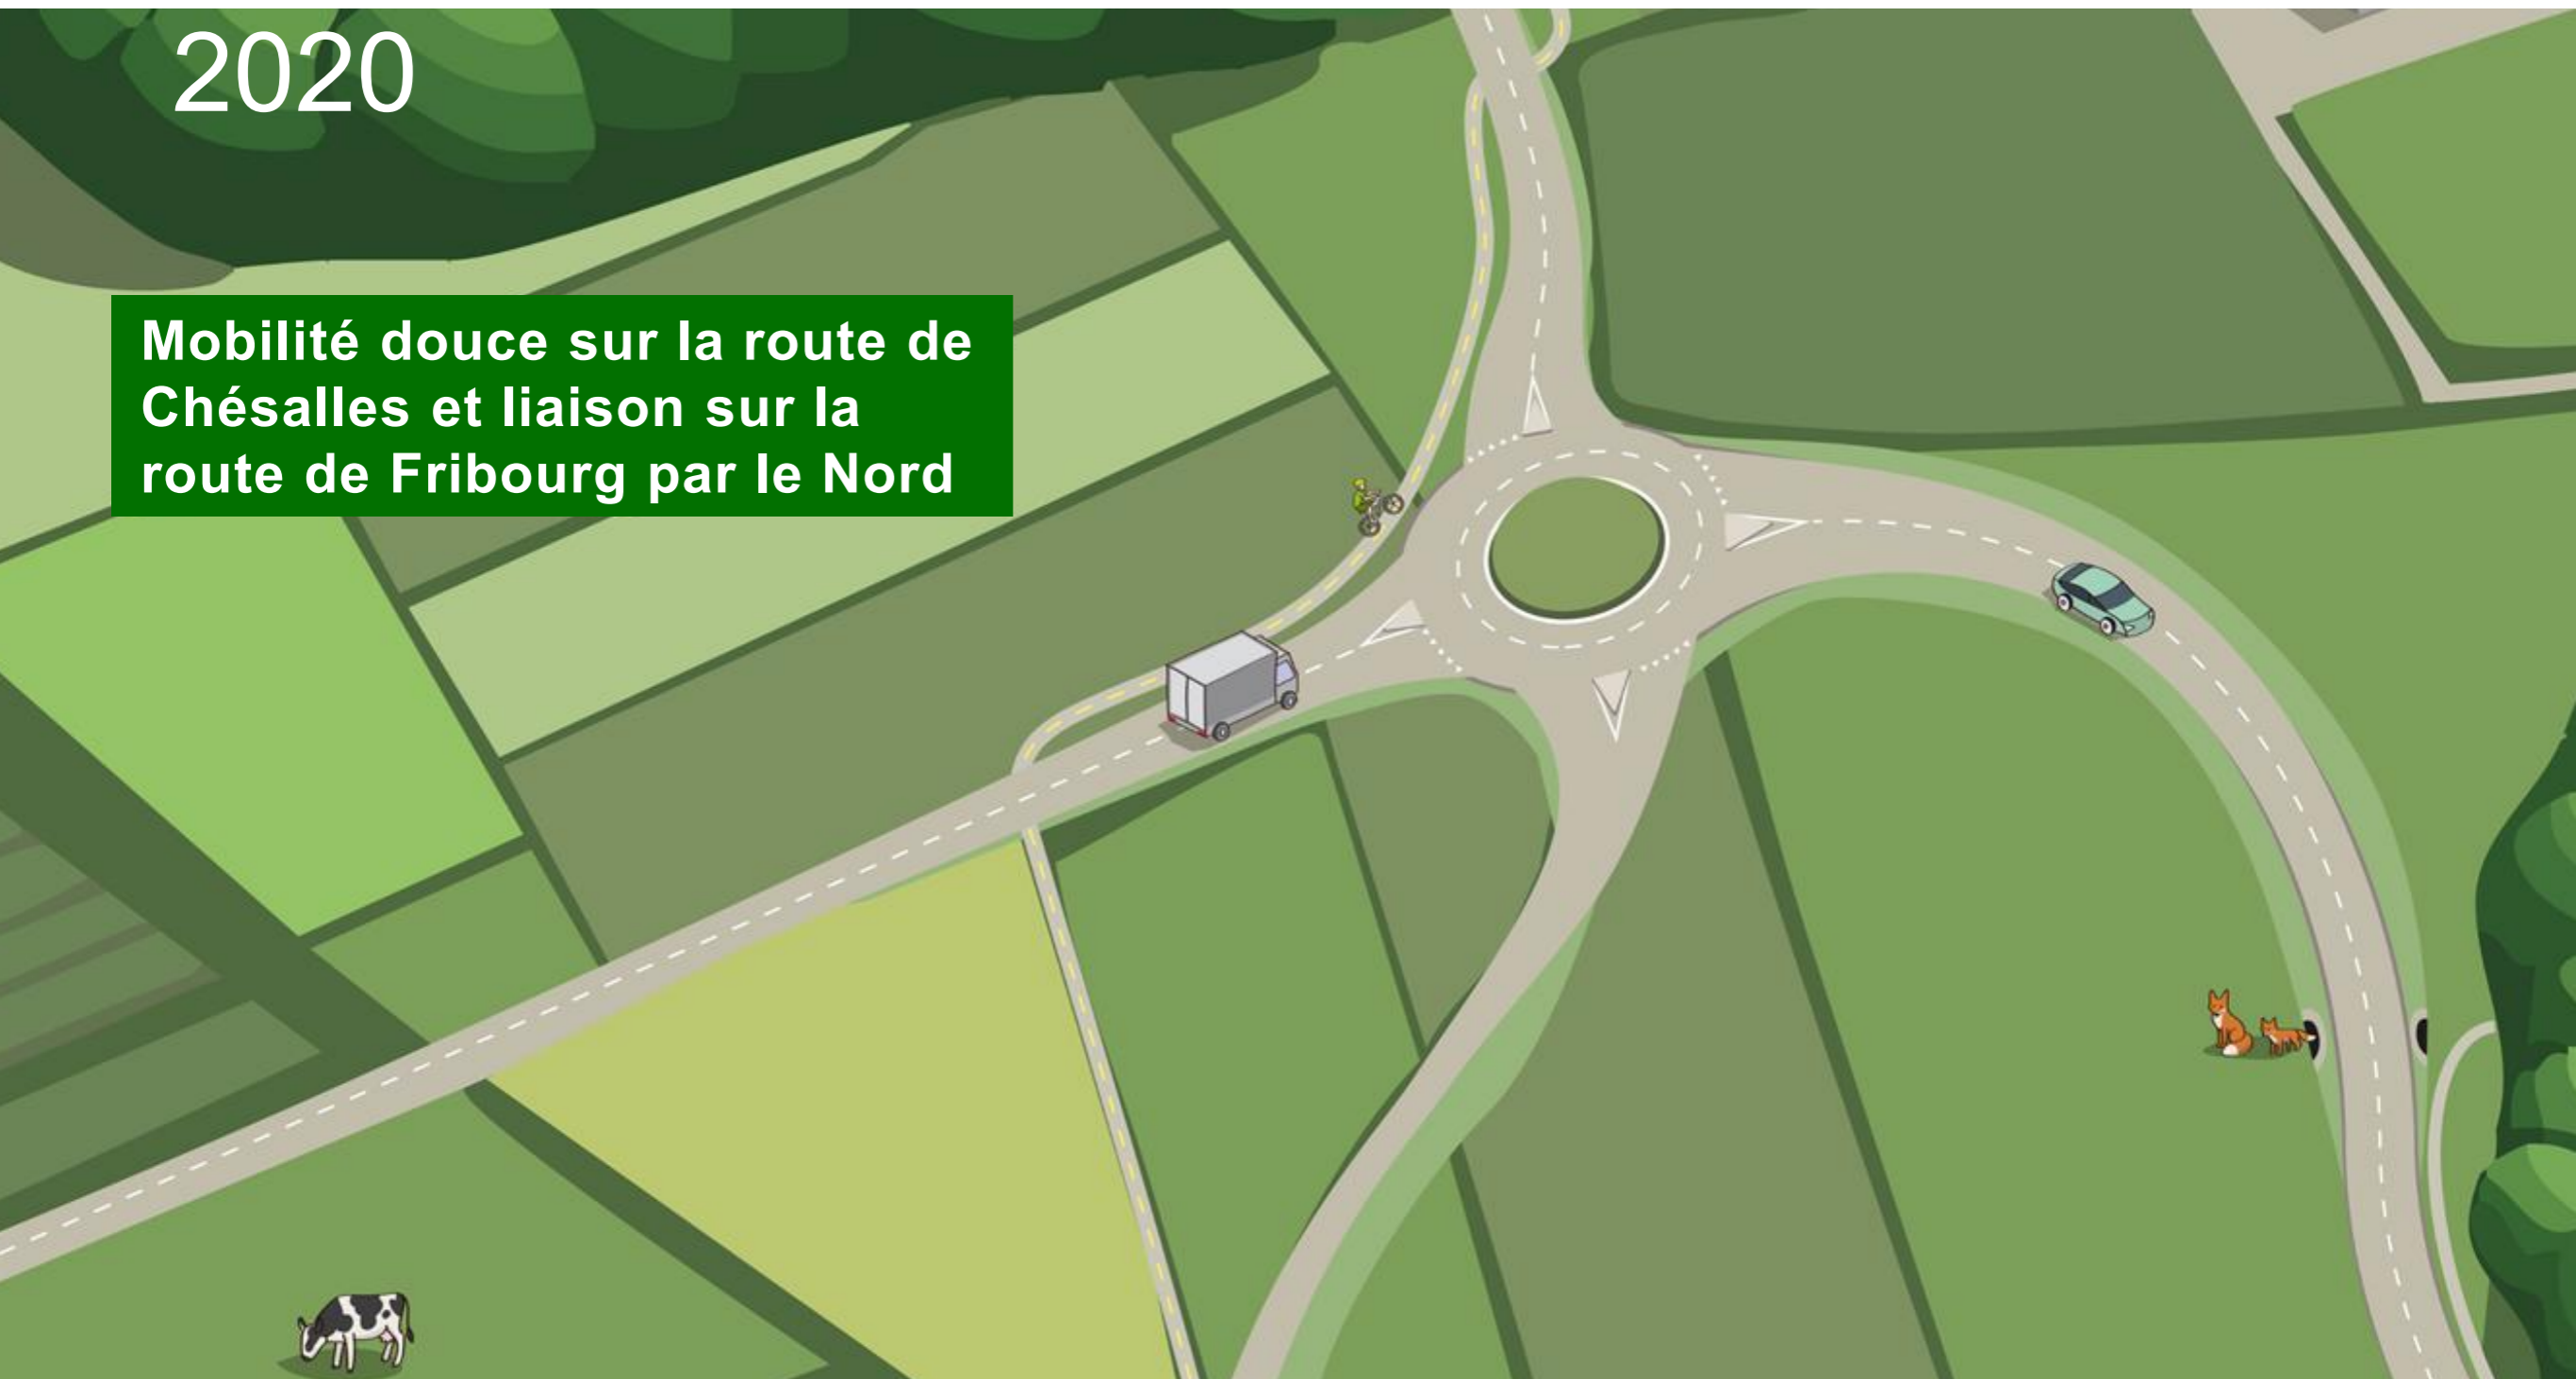 2020
Mobilité douce sur la route de
Chésalles et liaison sur la
route de Fribourg par le Nord